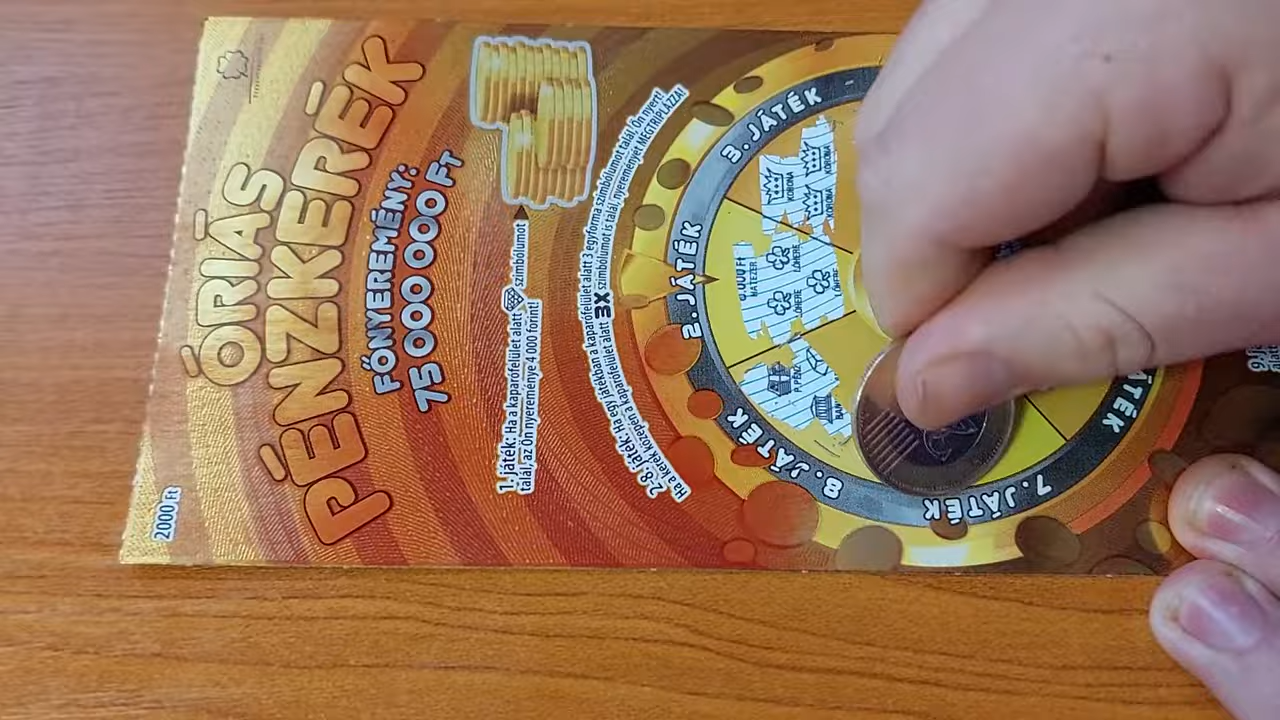 ÓRIÁS
PÉNZKERÉK
FŐNYEREMÉNY:
75 000 000 FT
2000 Ft
1. játék: Ha a kaparófelület alatt szimbólumot
talál, az Ön nyereménye 4 000 forint!
2-8. játék: Ha egy játékban a kaparófelület alatt 3 egyforma szimbólumot talál, Ön nyert!
Ha a kerék közepén a kaparófelület alatt 3X szimbólumot is talál, nyereményét MEGTRIPLÁZZA!
3. JÁTÉK
KORONA
KORONA
KORONA
2. JÁTÉK
6.000 Ft
HATEZER
LÓHERE
LÓHERE
LÓHERE
8. JÁTÉK
7. JÁTÉK